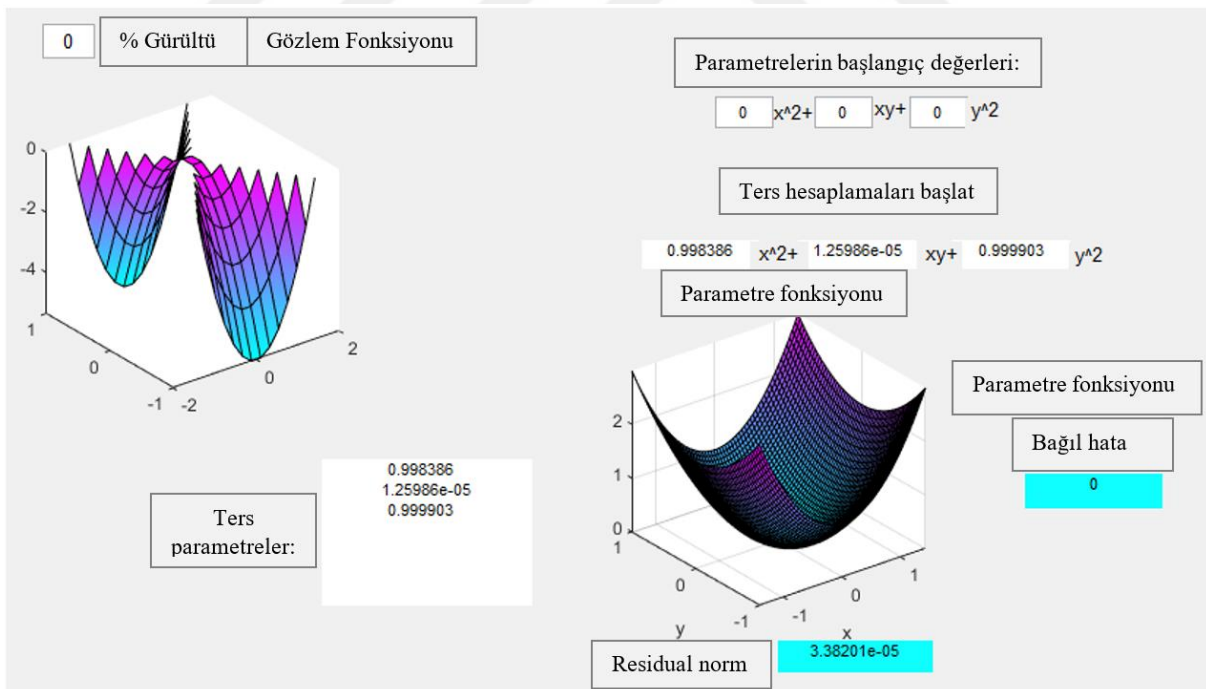 0
% Gürültü
Gözlem Fonksiyonu
Parametrelerin başlangıç değerleri:
0 x^2+ 0 xy+ 0 y^2
Ters hesaplamaları başlat
0.998386 x^2+ 1.25986e-05 xy+ 0.999903 y^2
Parametre fonksiyonu
0
-2
-4
1
0
-1
-2
0
2
2
1
0
1
0
-1
y
-1
0
1
x
Parametre fonksiyonu
Bağıl hata
0
Ters
parametreler:
0.998386
1.25986e-05
0.999903
Residual norm
3.38201e-05